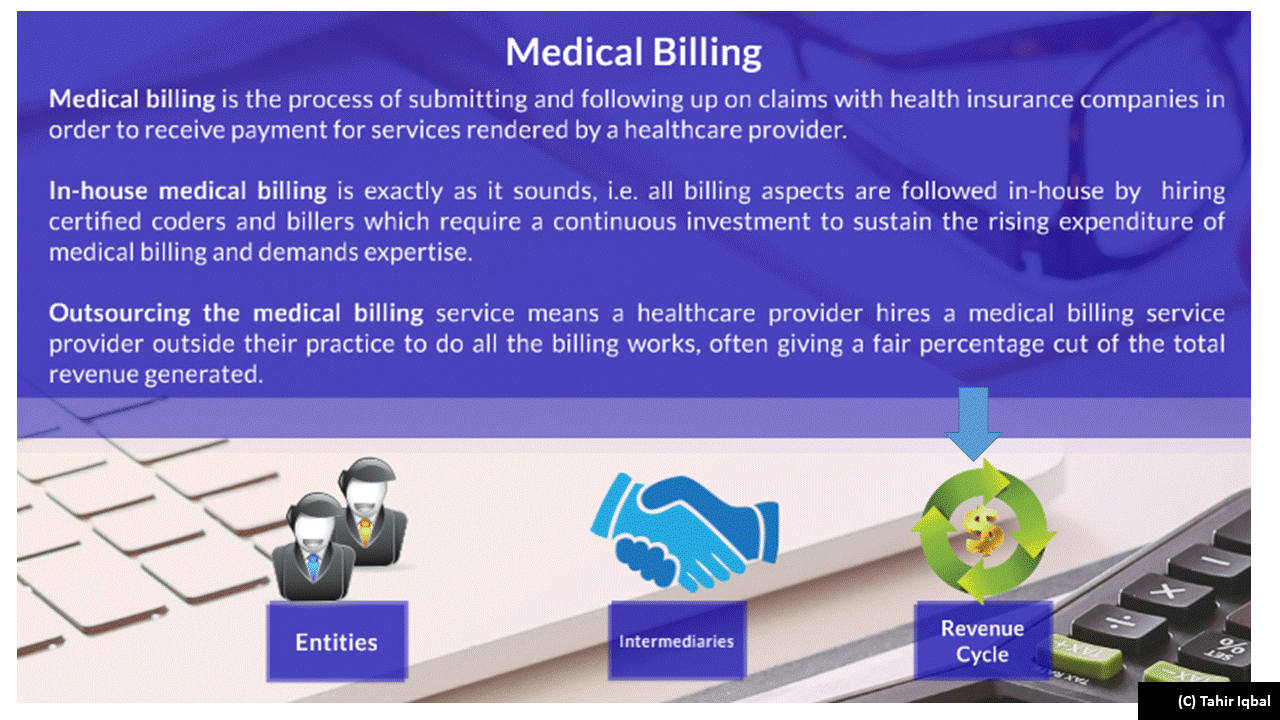 Medical Billing
Medical billing is the process of submitting and following up on claims with health insurance companies in
order to receive payment for services rendered by a healthcare provider.
In-house medical billing is exactly as it sounds, i.e. all billing aspects are followed in-house by hiring
certified coders and billers which require a continuous investment to sustain the rising expenditure of
medical billing and demands expertise.
Outsourcing the medical billing service means a healthcare provider hires a medical billing service
provider outside their practice to do all the billing works, often giving a fair percentage cut of the total
revenue generated.
$
Entities
Intermediaries
Revenue
Cycle
−
×
÷
SET
%
TAX+
TAX−
TAX RATE
(C) Tahir Iqbal